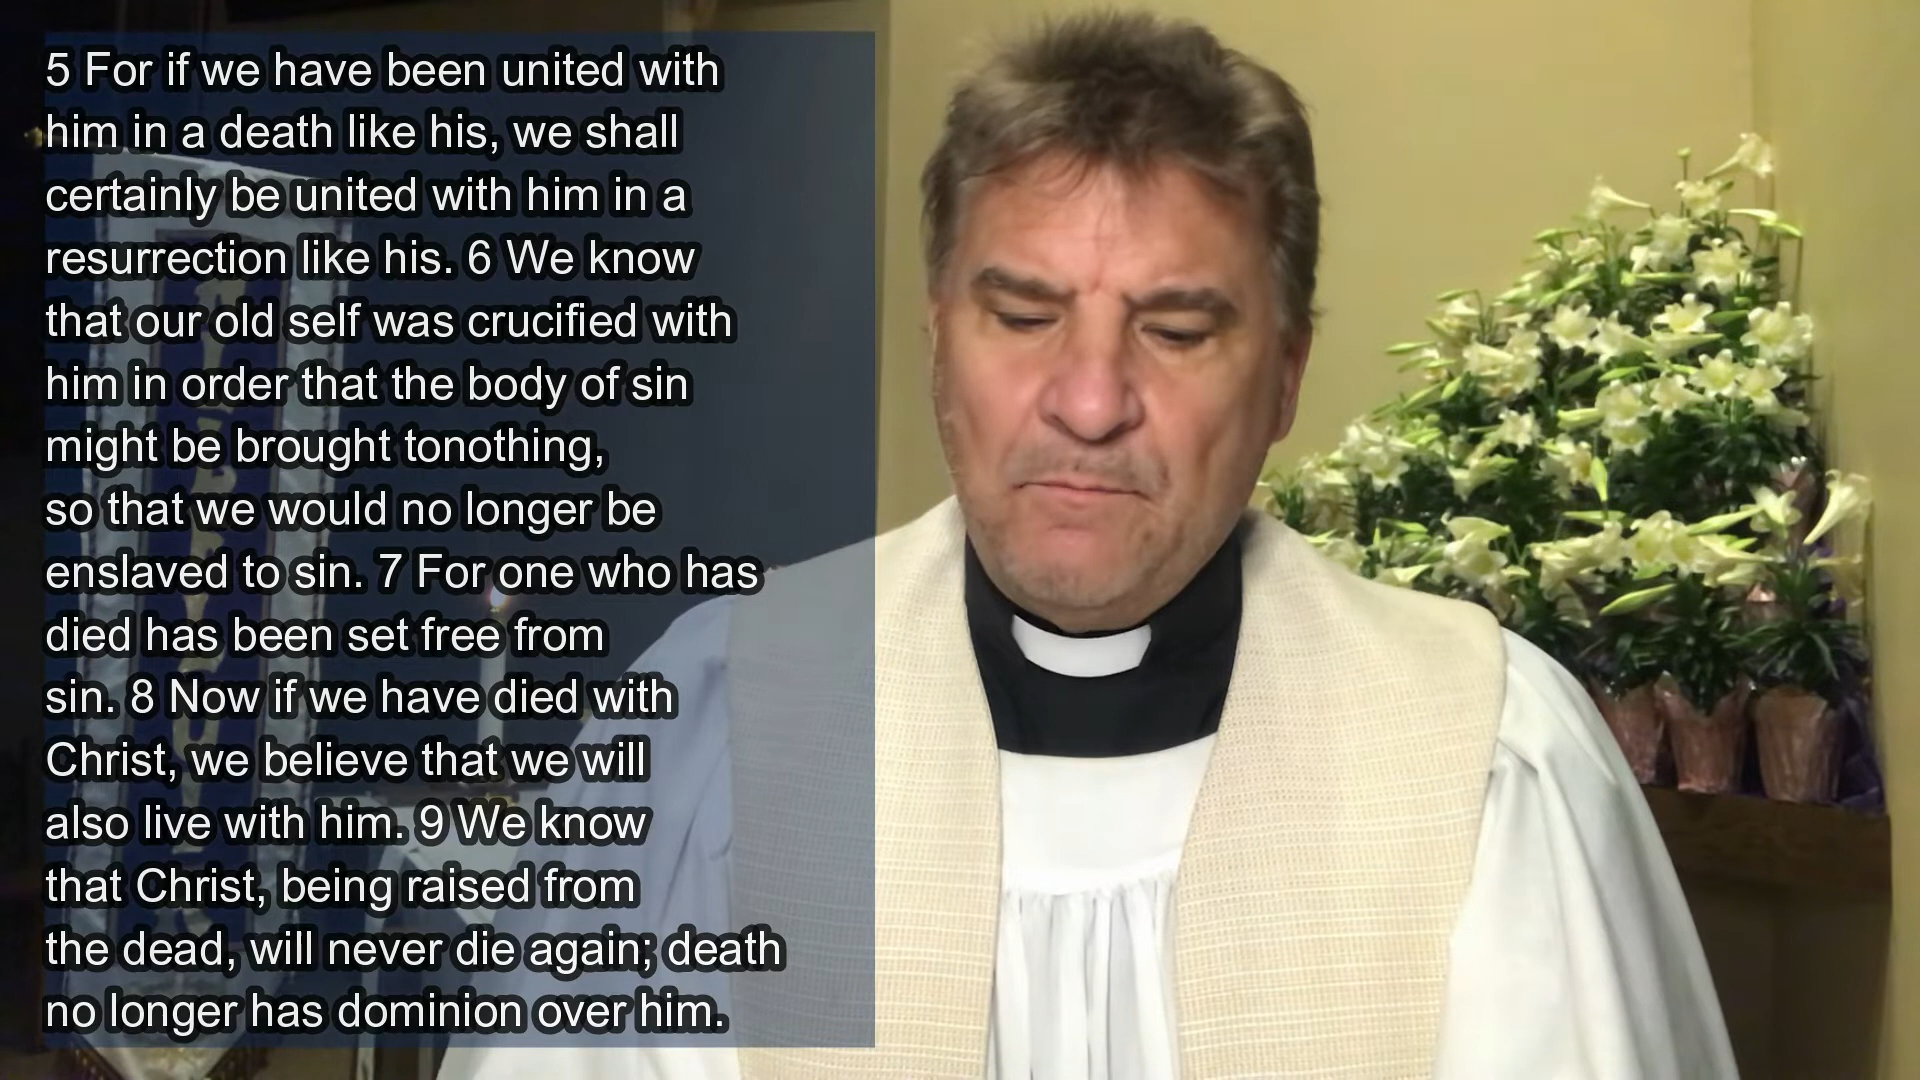 5 For if we have been united with
him in a death like his, we shall
certainly be united with him in a
resurrection like his. 6 We know
that our old self was crucified with
him in order that the body of sin
might be brought tonothing,
so that we would no longer be
enslaved to sin. 7 For one who has
died has been set free from
sin. 8 Now if we have died with
Christ, we believe that we will
also live with him. 9 We know
that Christ, being raised from
the dead, will never die again; death
no longer has dominion over him.